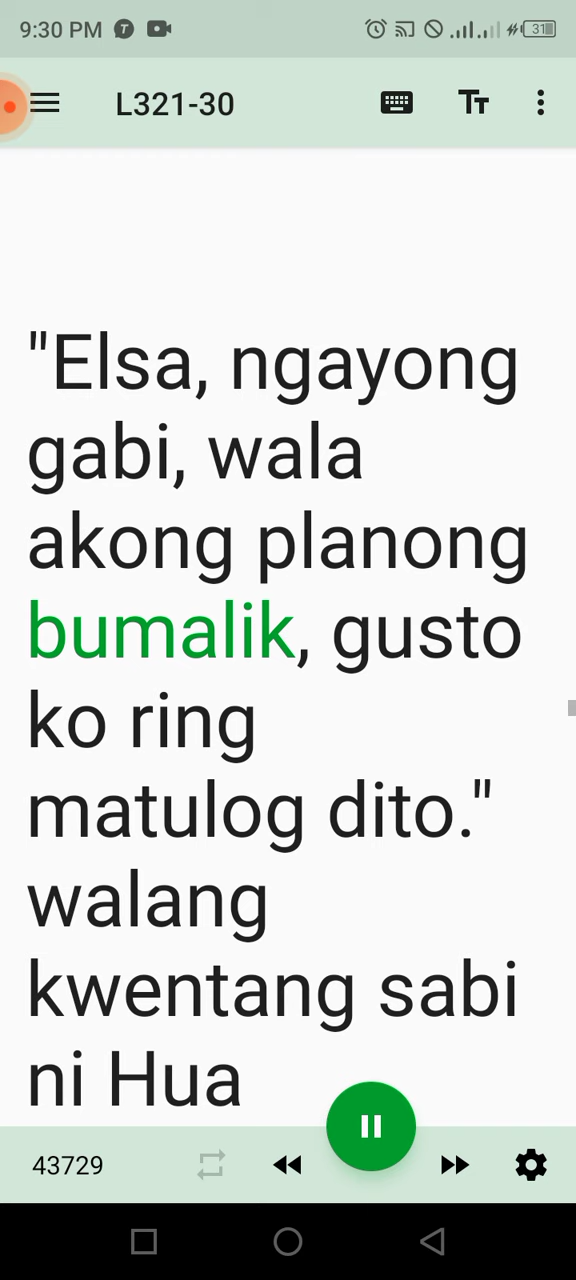 9:30 PM
31
L321-30
"Elsa, ngayong
gabi, wala
akong planong
bumalik, gusto
ko ring
matulog dito."
walang
kwentang sabi
ni Hua
43729